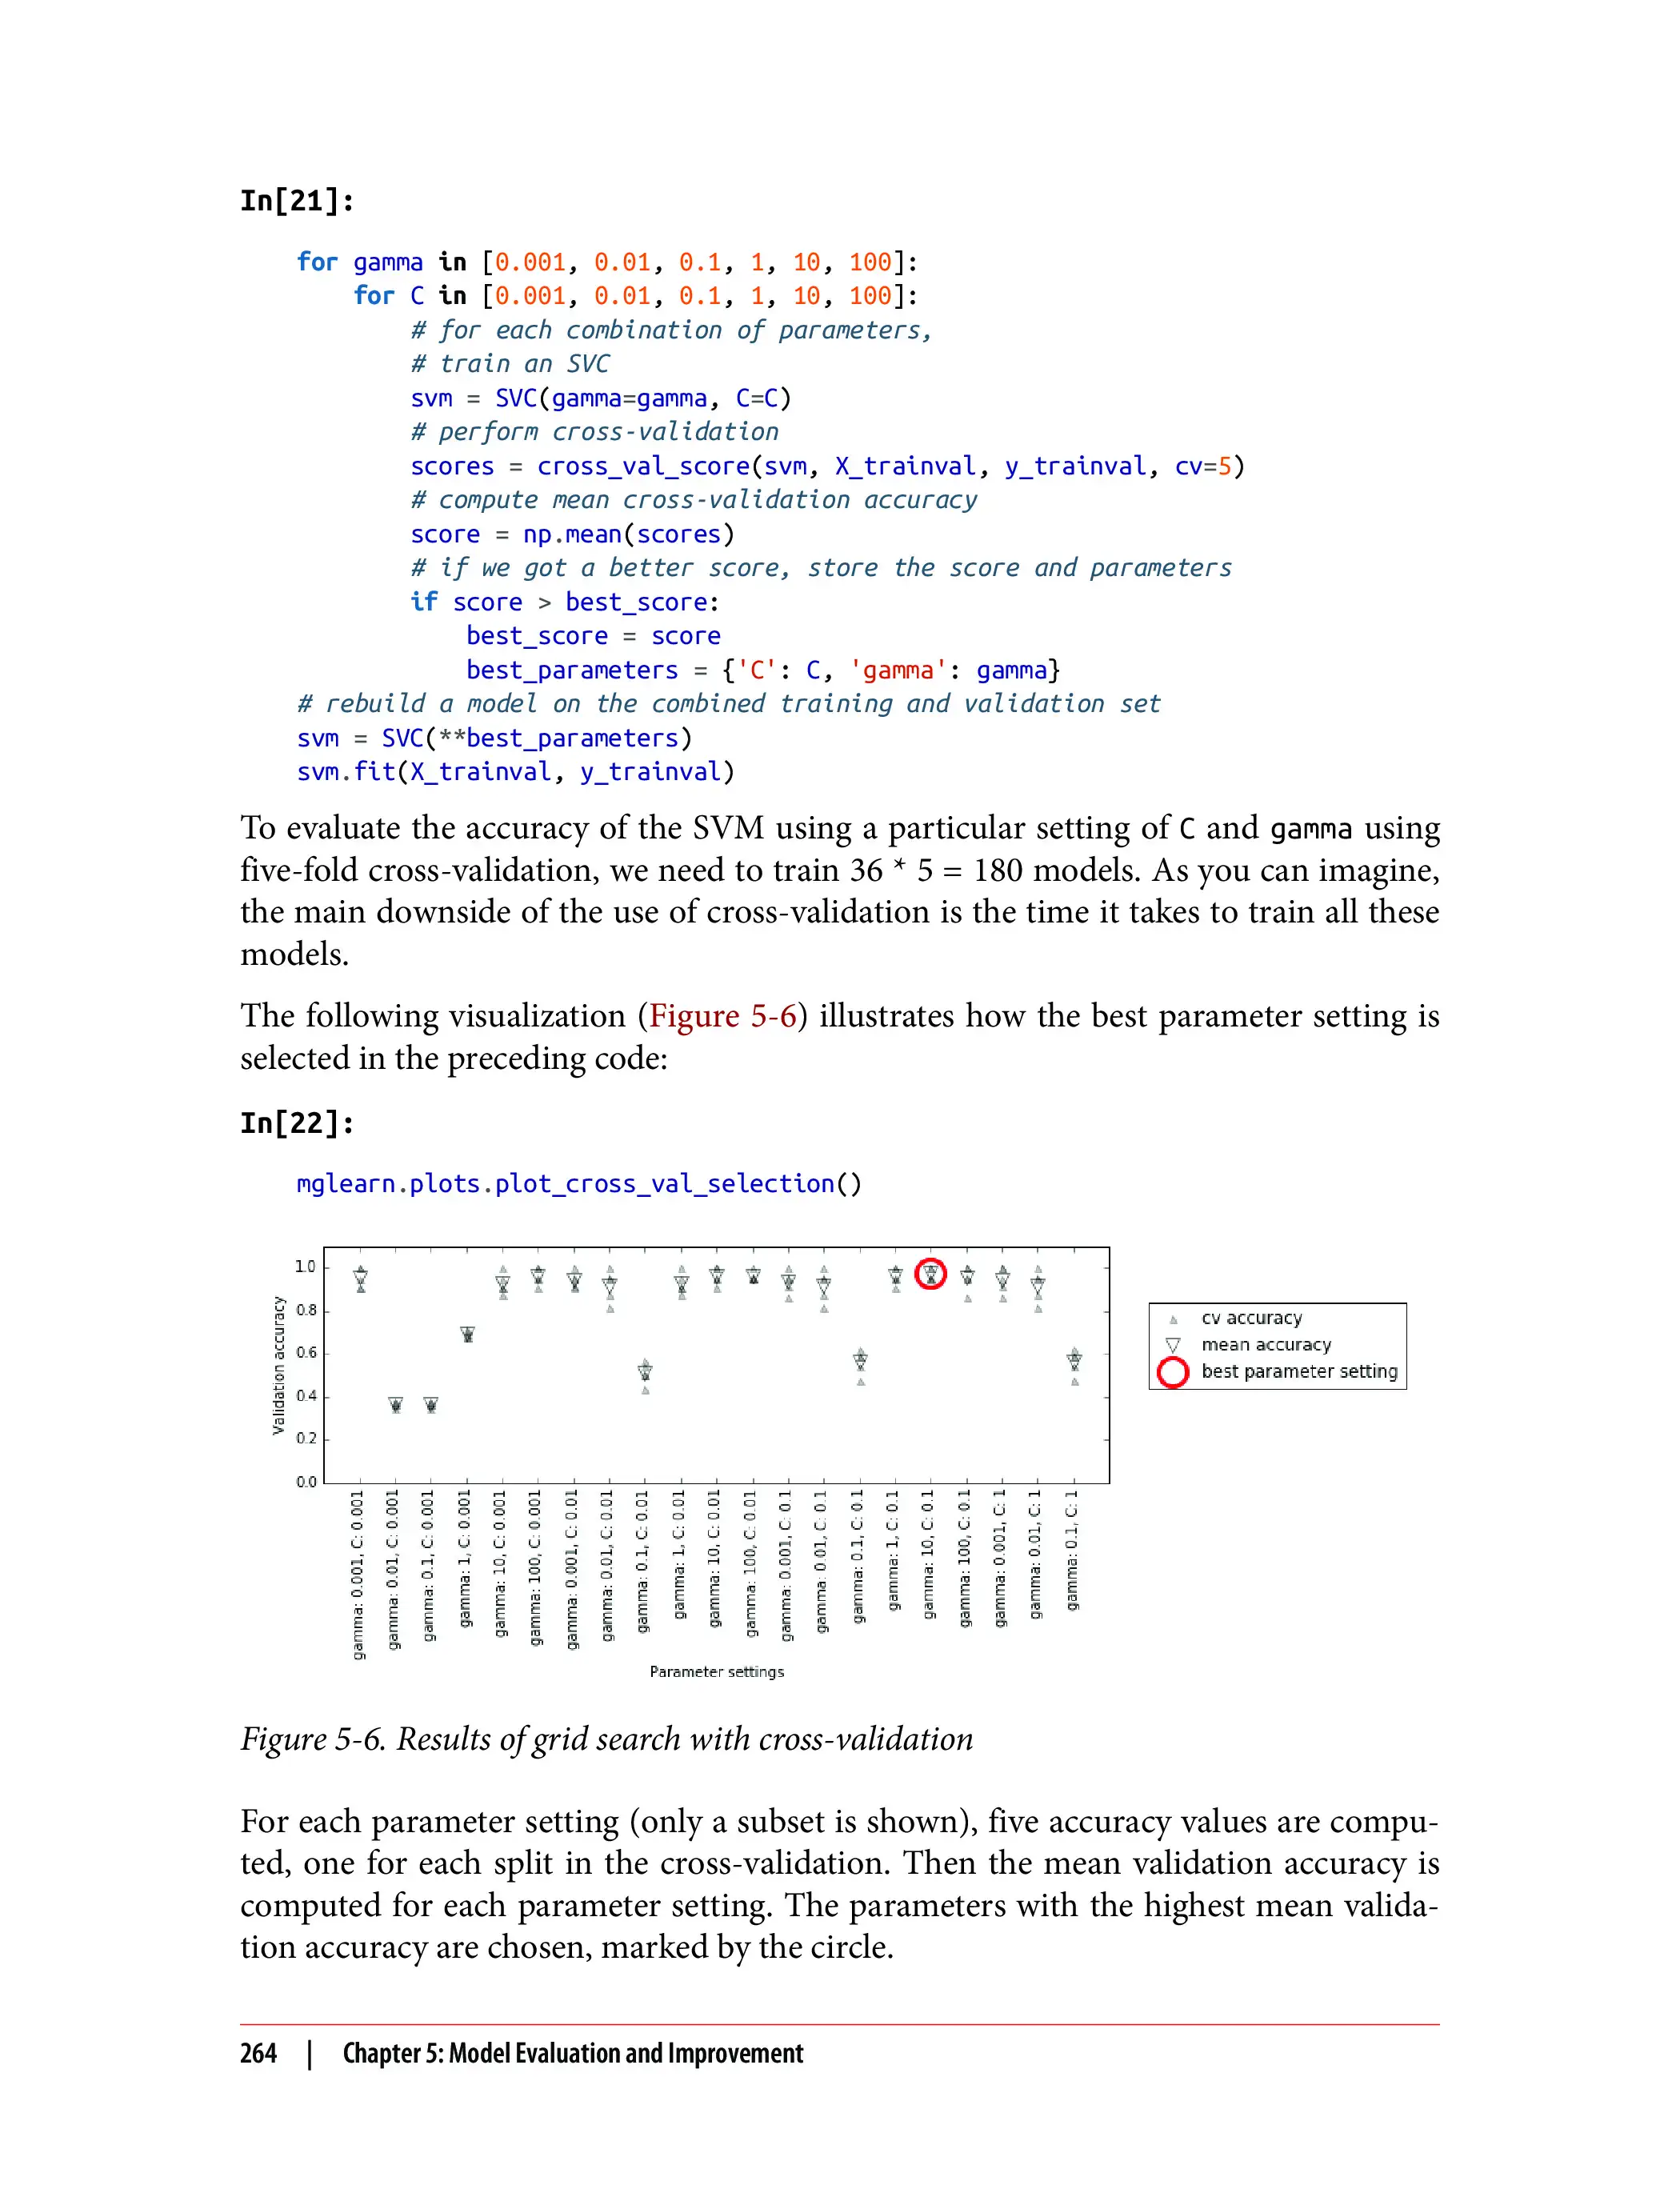 In[21]:
for gamma in [0.001, 0.01, 0.1, 1, 10, 100]:
    for C in [0.001, 0.01, 0.1, 1, 10, 100]:
        # for each combination of parameters,
        # train an SVC
        svm = SVC(gamma=gamma, C=C)
        # perform cross-validation
        scores = cross_val_score(svm, X_trainval, y_trainval, cv=5)
        # compute mean cross-validation accuracy
        score = np.mean(scores)
        # if we got a better score, store the score and parameters
        if score > best_score:
            best_score = score
            best_parameters = {'C': C, 'gamma': gamma}
# rebuild a model on the combined training and validation set
svm = SVC(**best_parameters)
svm.fit(X_trainval, y_trainval)
To evaluate the accuracy of the SVM using a particular setting of C and gamma using
five-fold cross-validation, we need to train 36 * 5 = 180 models. As you can imagine,
the main downside of the use of cross-validation is the time it takes to train all these
models.
The following visualization (Figure 5-6) illustrates how the best parameter setting is
selected in the preceding code:
In[22]:
mglearn.plots.plot_cross_val_selection()
Validation accuracy
1.0
0.8
0.6
0.4
0.2
0.0
cv accuracy
mean accuracy
best parameter setting
gamma: 0.001, C: 0.001
gamma: 0.01, C: 0.001
gamma: 0.1, C: 0.001
gamma: 1, C: 0.001
gamma: 10, C: 0.001
gamma: 100, C: 0.001
gamma: 0.001, C: 0.01
gamma: 0.01, C: 0.01
gamma: 0.1, C: 0.01
gamma: 1, C: 0.01
gamma: 10, C: 0.01
gamma: 100, C: 0.01
gamma: 0.001, C: 0.1
gamma: 0.01, C: 0.1
gamma: 0.1, C: 0.1
gamma: 1, C: 0.1
gamma: 10, C: 0.1
gamma: 100, C: 0.1
gamma: 0.001, C: 1
gamma: 0.01, C: 1
gamma: 0.1, C: 1
Parameter settings
Figure 5-6. Results of grid search with cross-validation
For each parameter setting (only a subset is shown), five accuracy values are compu-
ted, one for each split in the cross-validation. Then the mean validation accuracy is
computed for each parameter setting. The parameters with the highest mean valida-
tion accuracy are chosen, marked by the circle.
264 | Chapter 5: Model Evaluation and Improvement